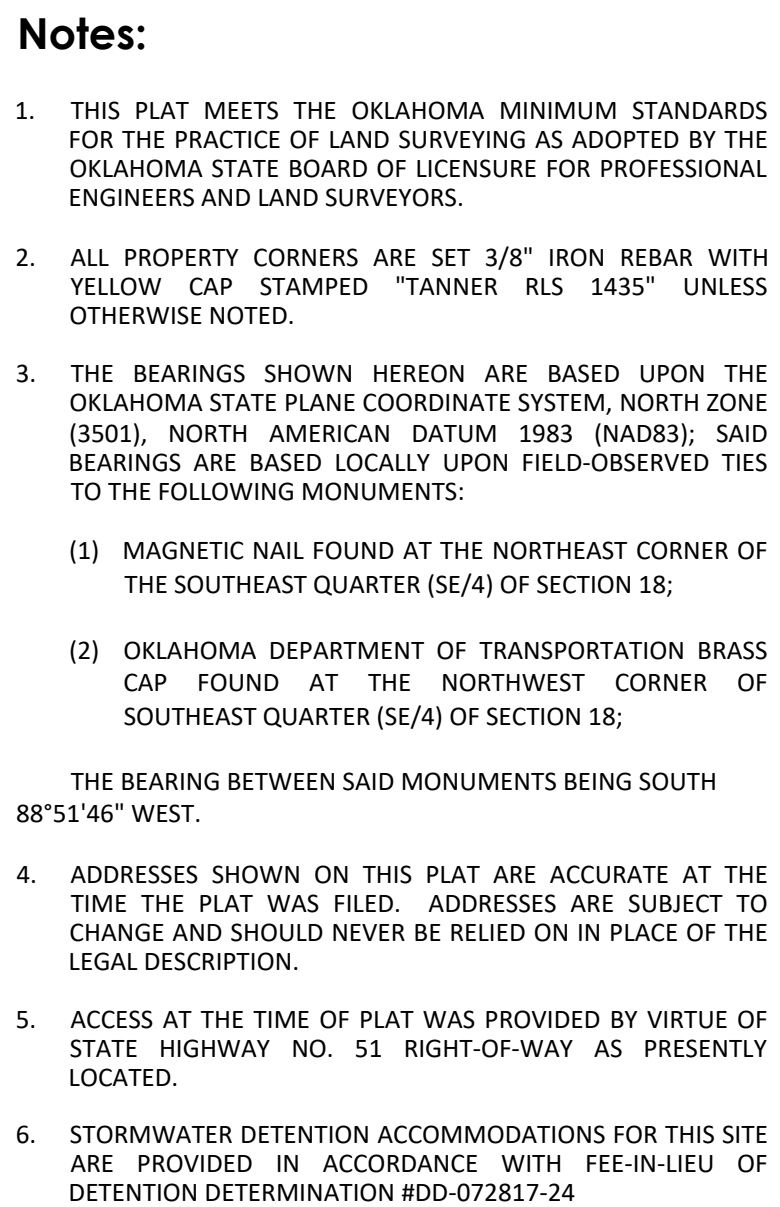 Notes:
1. THIS PLAT MEETS THE OKLAHOMA MINIMUM STANDARDS
FOR THE PRACTICE OF LAND SURVEYING AS ADOPTED BY THE
OKLAHOMA STATE BOARD OF LICENSURE FOR PROFESSIONAL
ENGINEERS AND LAND SURVEYORS.
2. ALL PROPERTY CORNERS ARE SET 3/8" IRON REBAR WITH
YELLOW CAP STAMPED "TANNER RLS 1435" UNLESS
OTHERWISE NOTED.
3. THE BEARINGS SHOWN HEREON ARE BASED UPON THE
OKLAHOMA STATE PLANE COORDINATE SYSTEM, NORTH ZONE
(3501), NORTH AMERICAN DATUM 1983 (NAD83); SAID
BEARINGS ARE BASED LOCALLY UPON FIELD-OBSERVED TIES
TO THE FOLLOWING MONUMENTS:
(1) MAGNETIC NAIL FOUND AT THE NORTHEAST CORNER OF
THE SOUTHEAST QUARTER (SE/4) OF SECTION 18;
(2) OKLAHOMA DEPARTMENT OF TRANSPORTATION BRASS
CAP FOUND AT THE NORTHWEST CORNER OF
SOUTHEAST QUARTER (SE/4) OF SECTION 18;
THE BEARING BETWEEN SAID MONUMENTS BEING SOUTH
88°51'46" WEST.
4. ADDRESSES SHOWN ON THIS PLAT ARE ACCURATE AT THE
TIME THE PLAT WAS FILED. ADDRESSES ARE SUBJECT TO
CHANGE AND SHOULD NEVER BE RELIED ON IN PLACE OF THE
LEGAL DESCRIPTION.
5. ACCESS AT THE TIME OF PLAT WAS PROVIDED BY VIRTUE OF
STATE HIGHWAY NO. 51 RIGHT-OF-WAY AS PRESENTLY
LOCATED.
6. STORMWATER DETENTION ACCOMMODATIONS FOR THIS SITE
ARE PROVIDED IN ACCORDANCE WITH FEE-IN-LIEU OF
DETENTION DETERMINATION #DD-072817-24